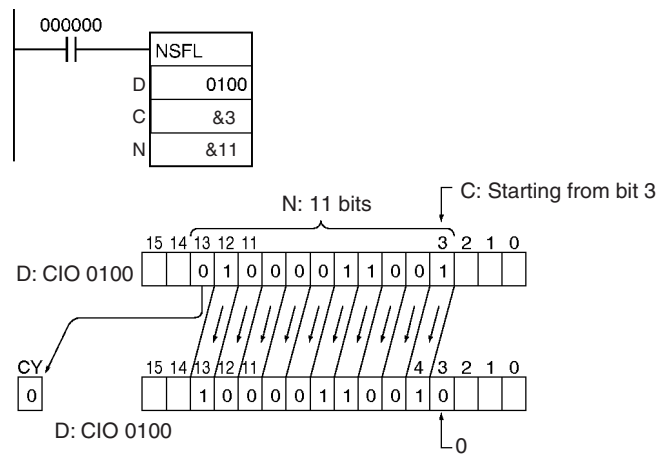 000000
NSFL
D 0100
C &3
N &11
C: Starting from bit 3
N: 11 bits
15 14 13 12 11 3 2 1 0
D: CIO 0100 0 1 0 0 0 0 1 1 0 0 1
CY 15 14 13 12 11 4 3 2 1 0
0 1 0 0 0 0 1 1 0 0 1 0
D: CIO 0100
0